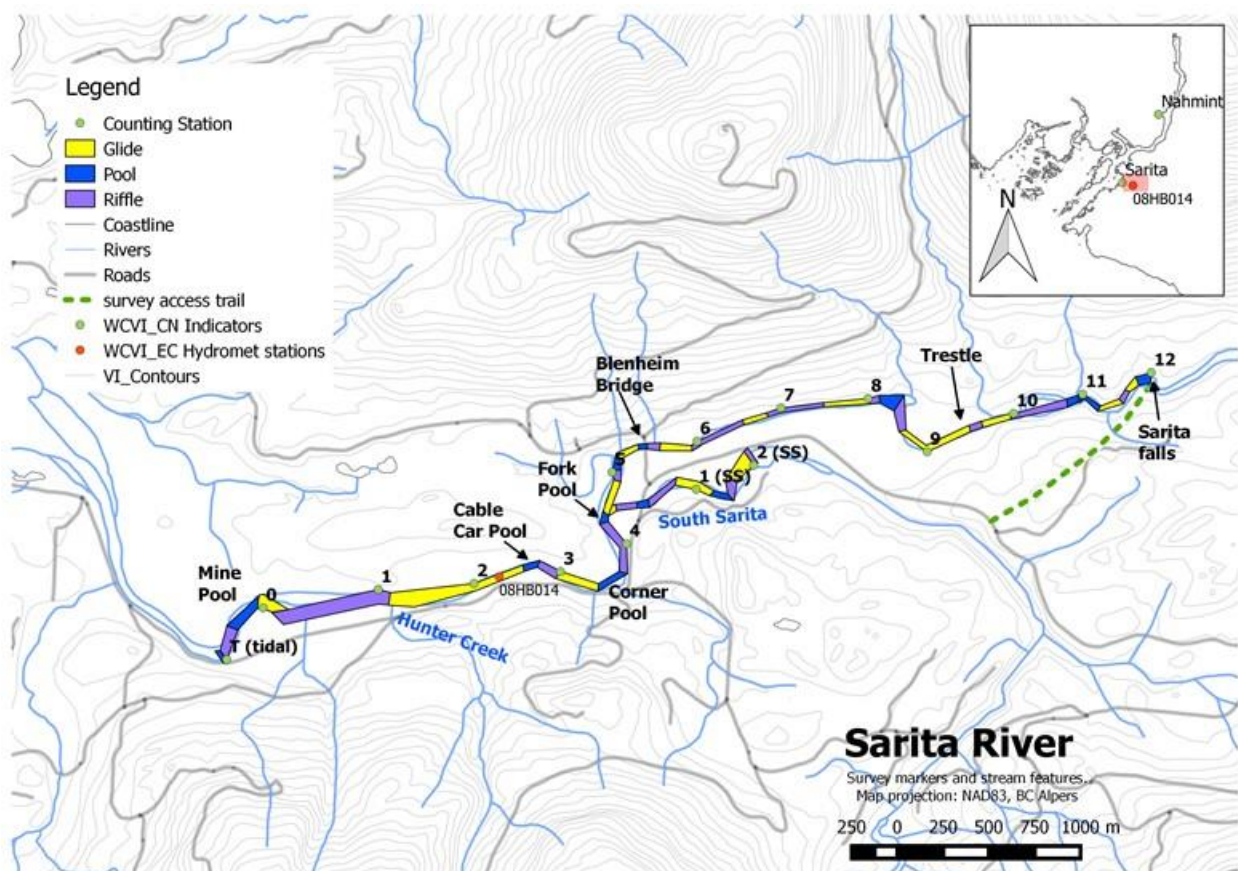 Legend
Counting Station
Glide
Pool
Riffle
Coastline
Rivers
Roads
survey access trail
WCVI_CN Indicators
WCVI_EC Hydromet stations
VI_Contours
Nahmint
Sarita
08HB014
N
Blenheim
Bridge
Trestle
12
11
10
9
8
7
6
Sarita
falls
5
2 (SS)
1 (SS)
South Sarita
Fork
Pool
4
Cable
Car Pool
3
2
08HB014
Corner
Pool
1
Mine
Pool
0
T (tidal)
Hunter Creek
Sarita River
Survey markers and stream features..
Map projection: NAD83, BC Alpers
250 0 250 500 750 1000 m